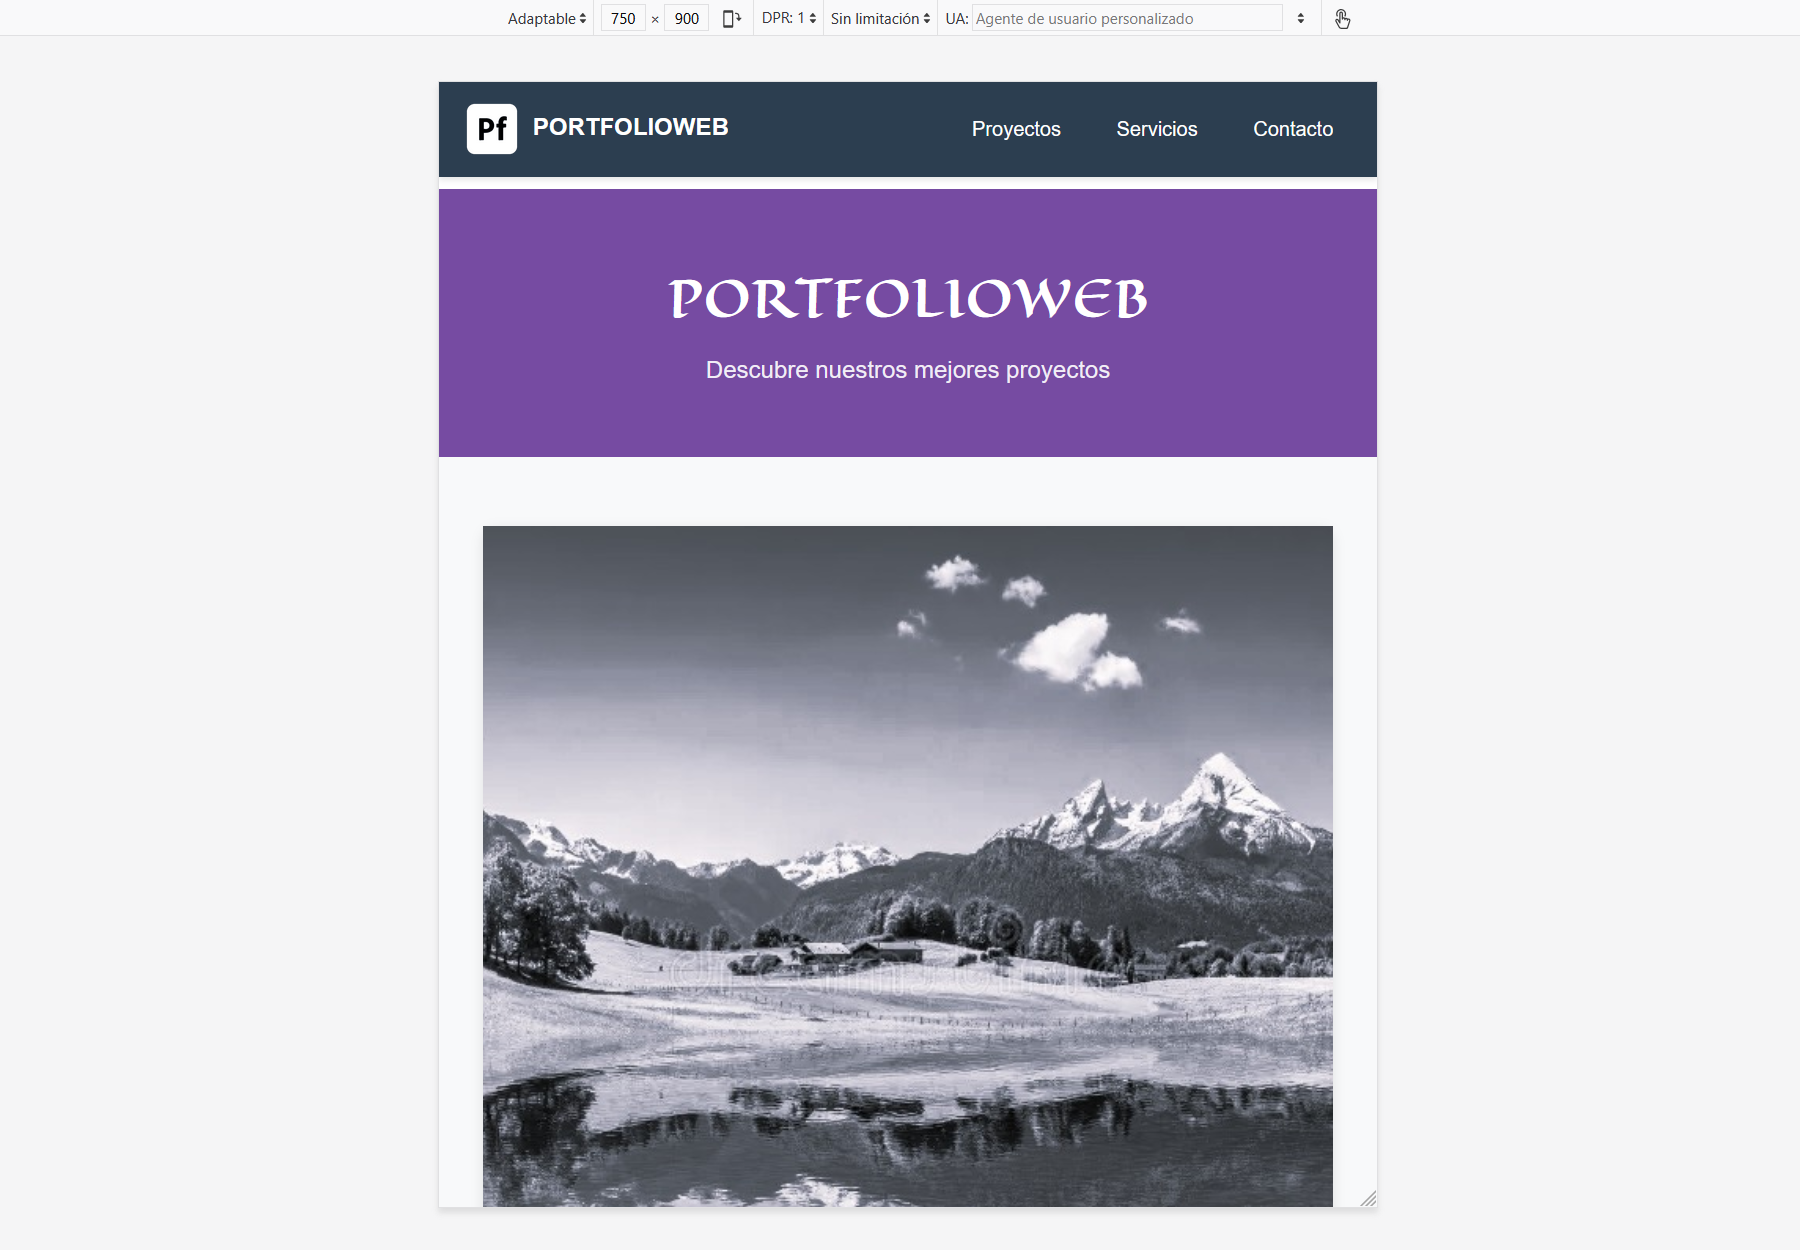 Adaptable 750 × 900 DPR: 1 Sin limitación UA: Agente de usuario personalizado
Pf PORTFOLIOWEB Proyectos Servicios Contacto
PORTFOLIOWEB
Descubre nuestros mejores proyectos
dreamstime